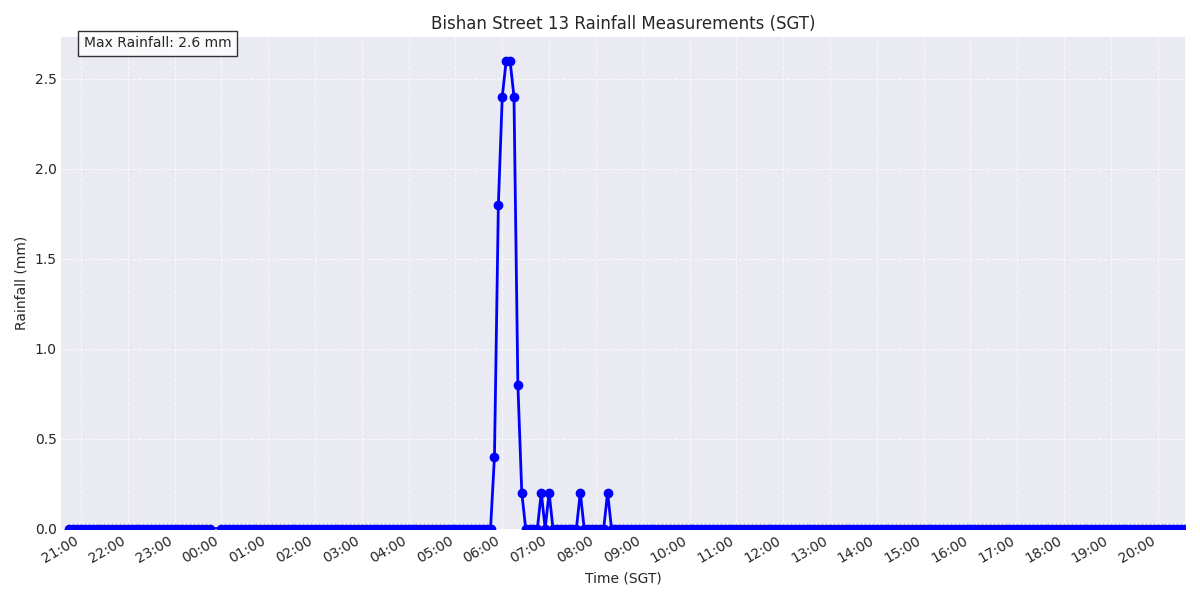 Bishan Street 13 Rainfall Measurements (SGT)
Max Rainfall: 2.6 mm
Rainfall (mm)
2.5
2.0
1.5
1.0
0.5
0.0
21:00 22:00 23:00 00:00 01:00 02:00 03:00 04:00 05:00 06:00 07:00 08:00 09:00 10:00 11:00 12:00 13:00 14:00 15:00 16:00 17:00 18:00 19:00 20:00
Time (SGT)